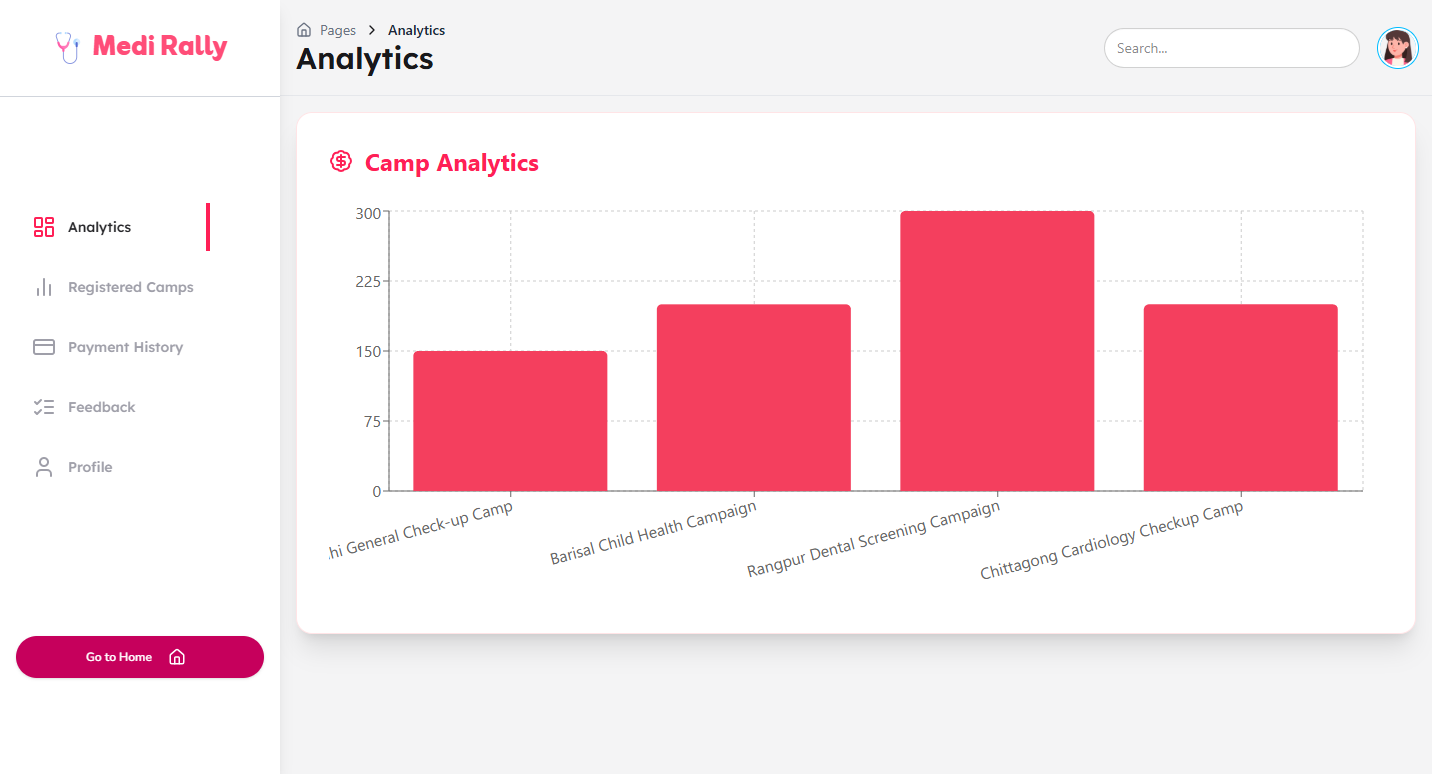 Medi Rally
Analytics
Registered Camps
Payment History
Feedback
Profile
Go to Home
Pages > Analytics
Analytics
Search...
Camp Analytics
300
225
150
75
0
hi General Check-up Camp
Barisal Child Health Campaign
Rangpur Dental Screening Campaign
Chittagong Cardiology Checkup Camp